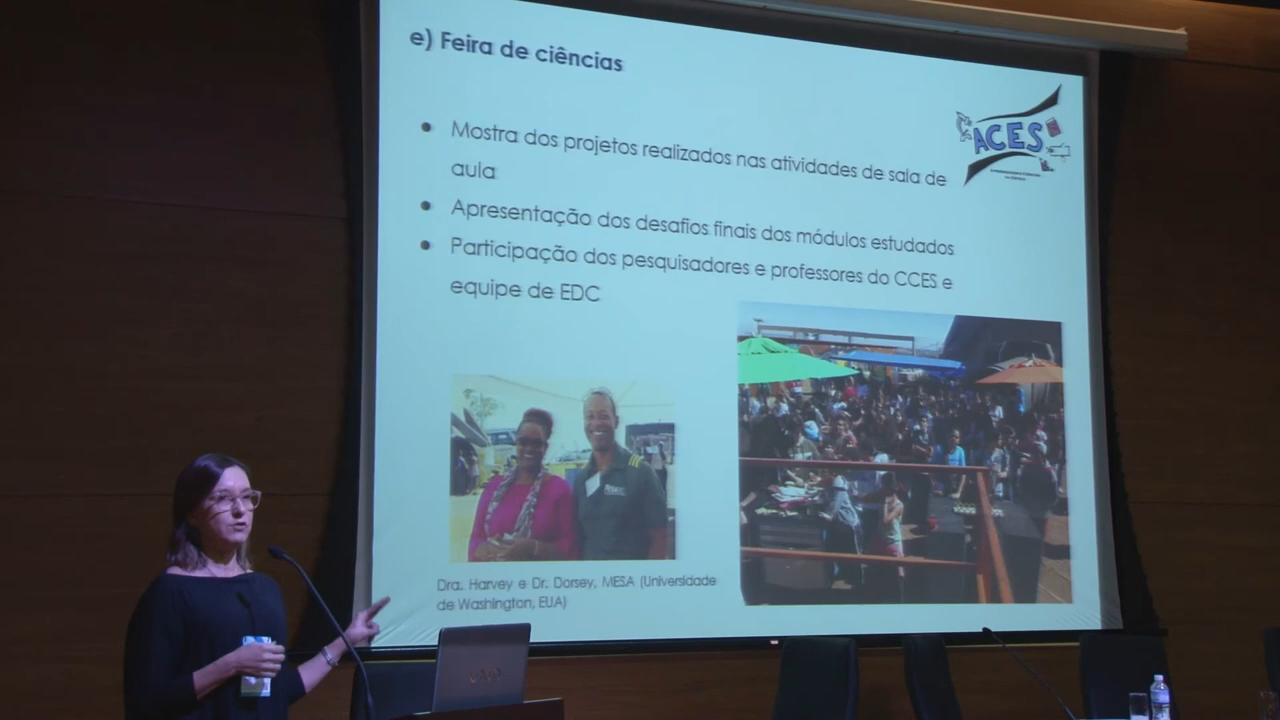 e) Feira de ciências
ACES
Mostra dos projetos realizados nas atividades de sala de
aula
Apresentação dos desafios finais dos módulos estudados
Participação dos pesquisadores e professores do CCES e
equipe de EDC
Dra. Harvey e Dr. Dorsey, MESA (Universidade
de Washington, EUA)
VAIO